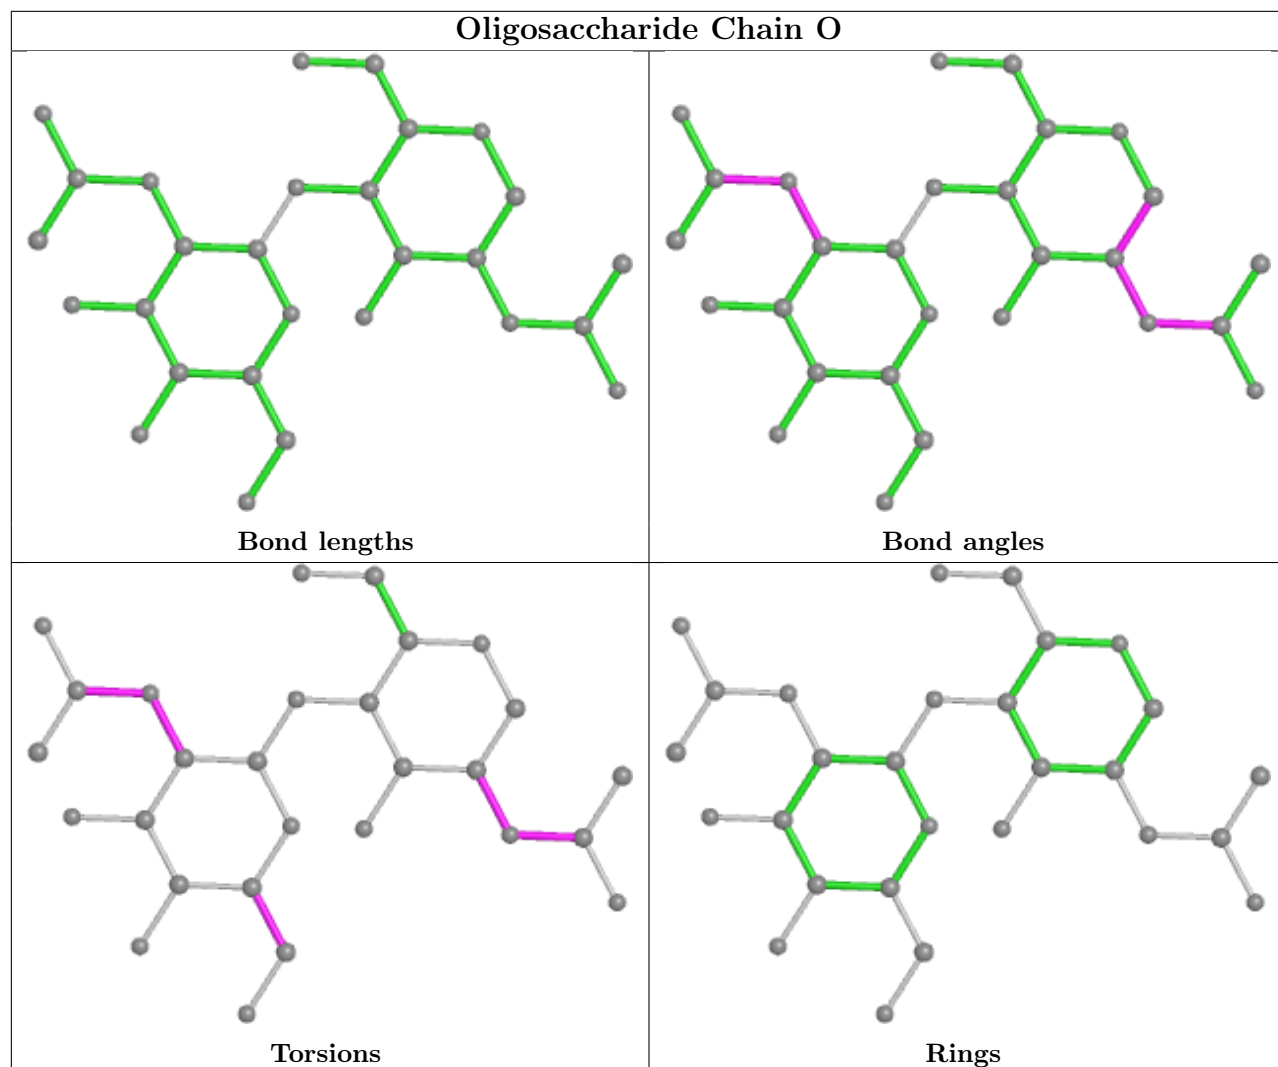 Oligosaccharide Chain O
Bond lengths
Bond angles
Torsions
Rings